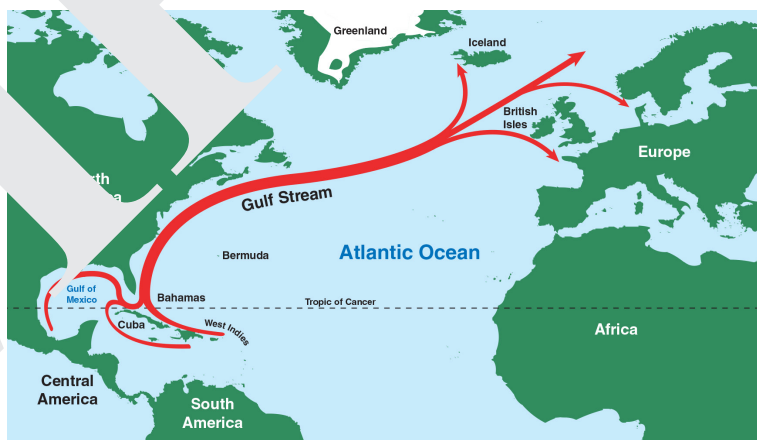 Greenland
Iceland
British
Isles
Europe
Gulf Stream
Bermuda
Atlantic Ocean
Gulf of
Mexico
Bahamas
Tropic of Cancer
Cuba
West Indies
Africa
Central
America
South
America